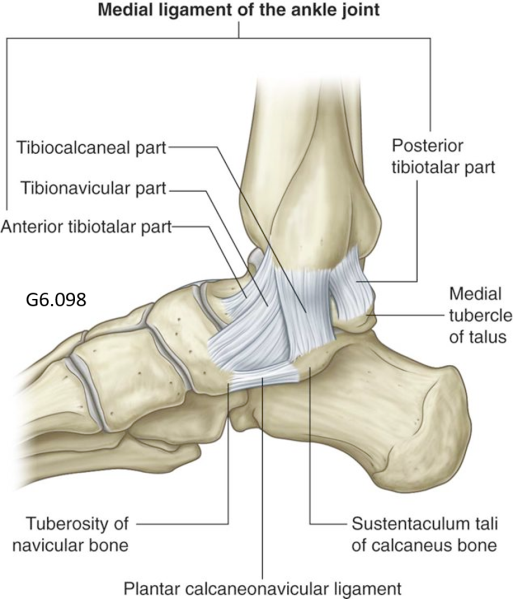 Medial ligament of the ankle joint
Tibiocalcaneal part
Tibionavicular part
Anterior tibiotalar part
Posterior
tibiotalar part
G6.098
Medial
tubercle
of talus
Tuberosity of
navicular bone
Sustentaculum tali
of calcaneus bone
Plantar calcaneonavicular ligament